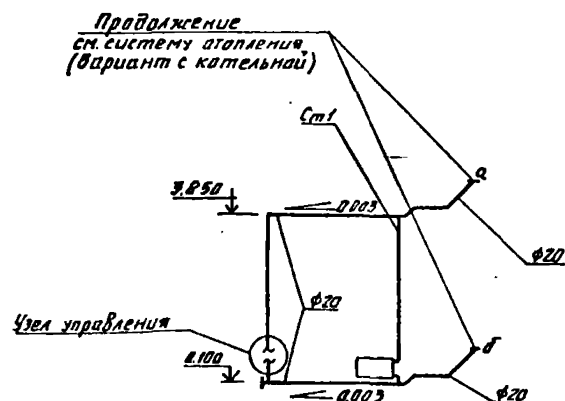 Продолжение
см. систему отопления
(вариант с котельной)
Ст1
а
3.850
0.003
ф20
ф20
Узел управления
б
0.100
0.003
ф20